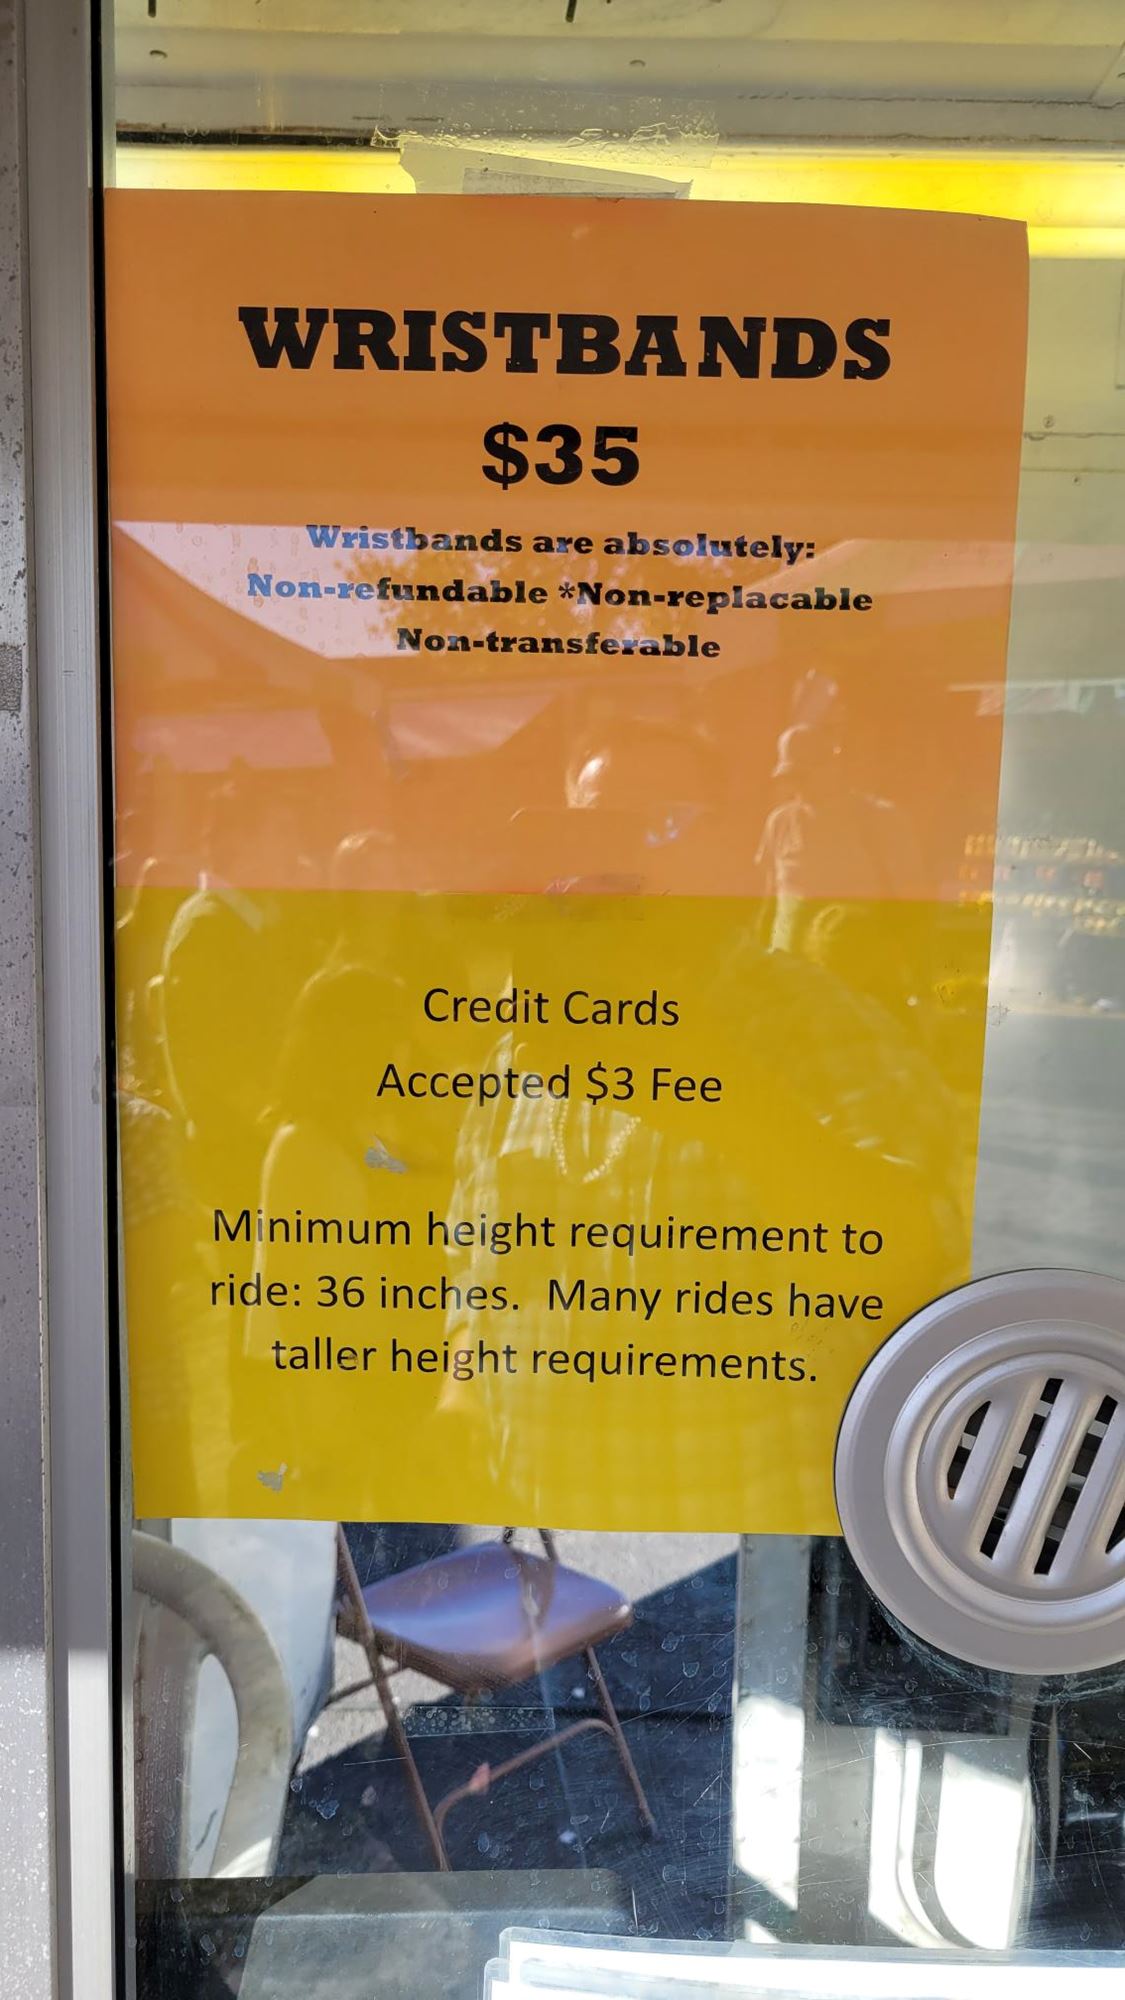 WRISTBANDS
$35
Wristbands are absolutely:
Non-refundable *Non-replacable
Non-transferable
Credit Cards
Accepted $3 Fee
Minimum height requirement to
ride: 36 inches.  Many rides have
taller height requirements.